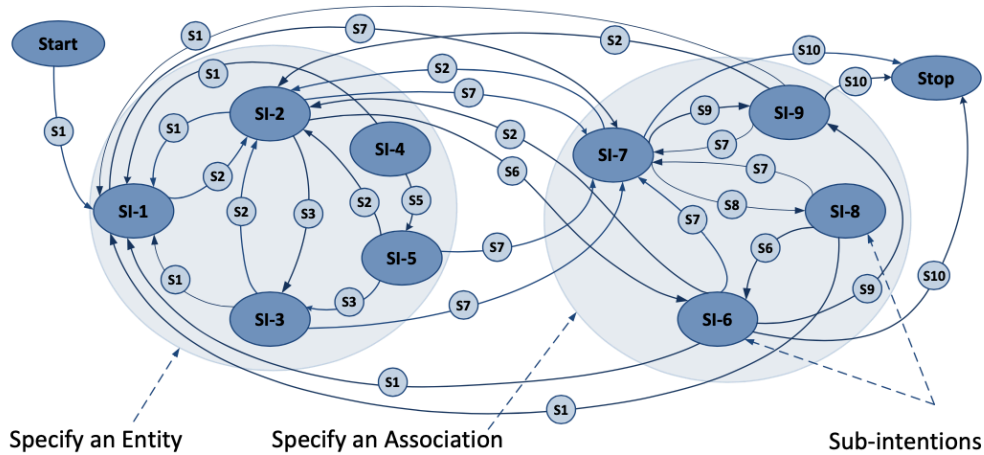 S1
S7
S2
S10
Start
S1
S2
S10
Stop
S7
SI-2
S9
SI-9
S1
S1
S2
S7
SI-4
SI-7
S7
S6
S2
S5
S2
S3
S2
S8
SI-1
SI-8
S7
S7
S6
SI-5
S1
S3
S10
S9
SI-3
S7
SI-6
S1
S1
Specify an Entity
Specify an Association
Sub-intentions